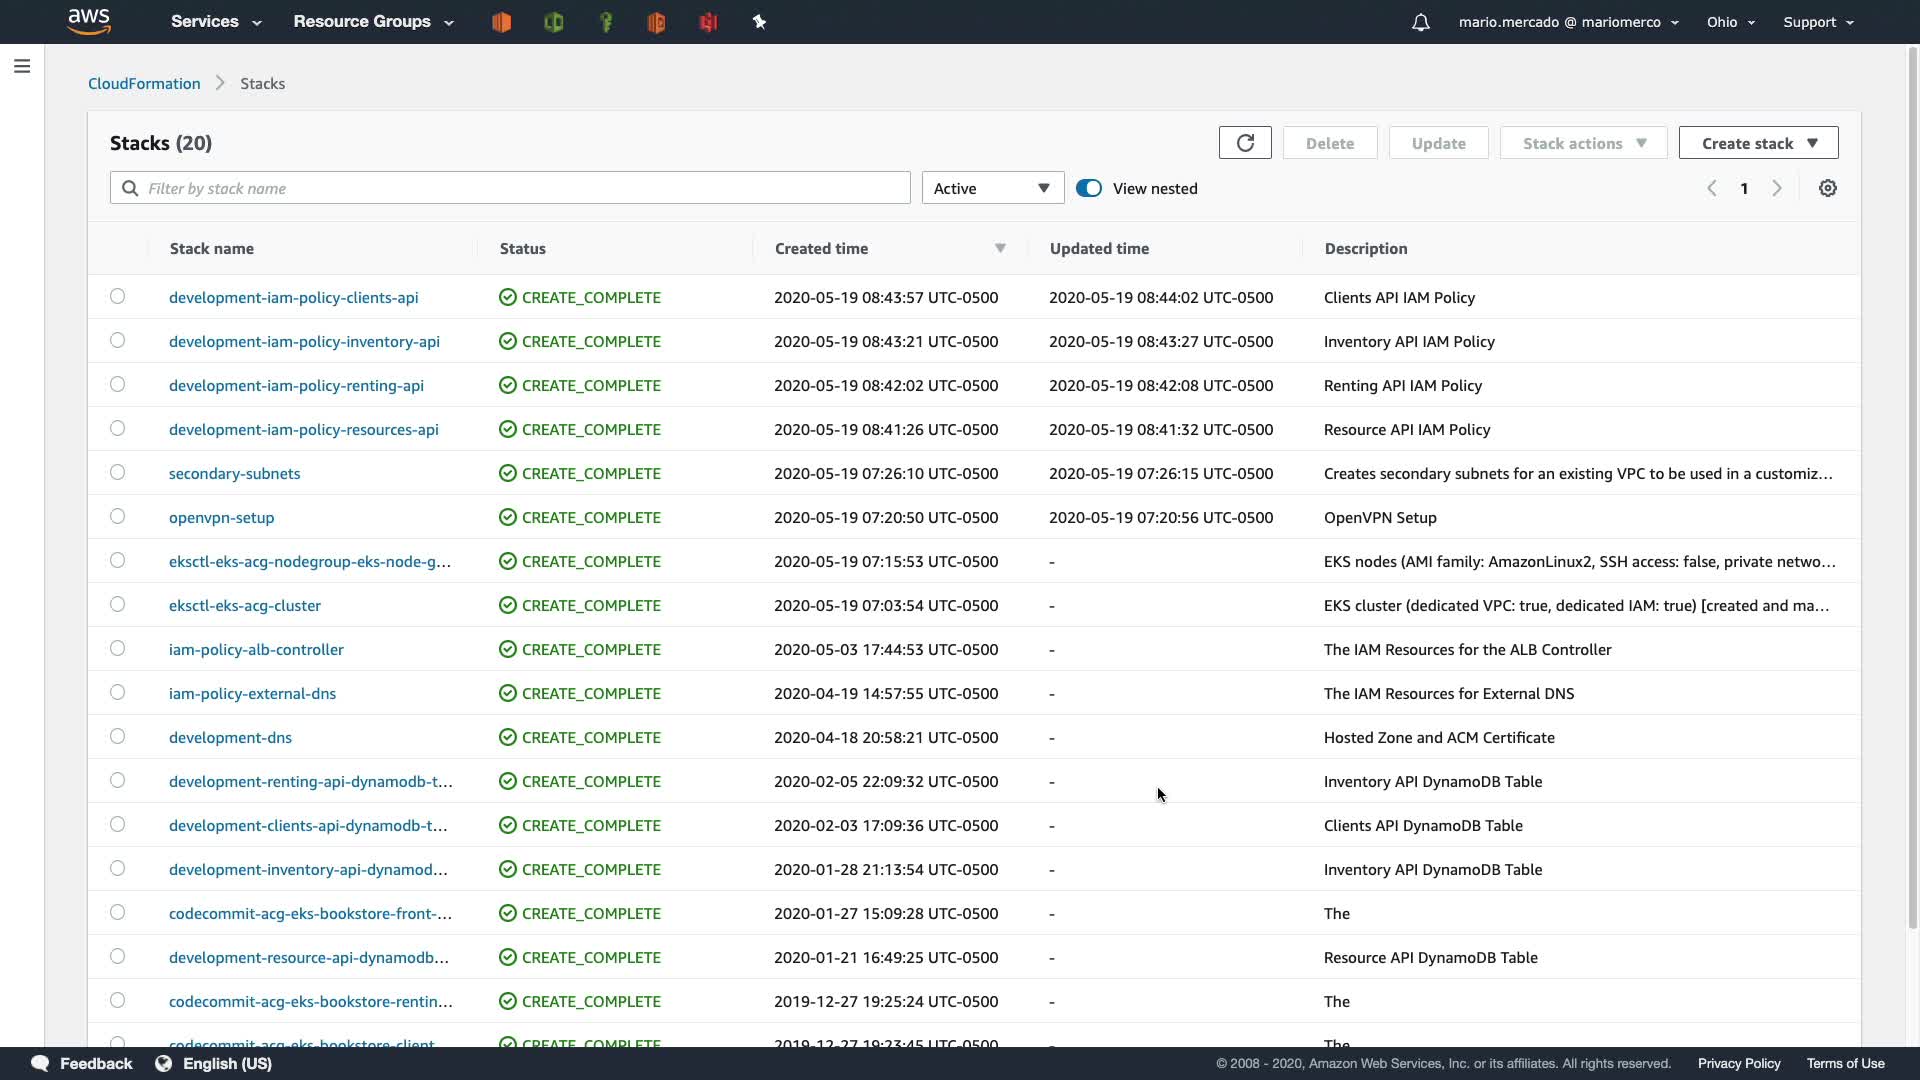 aws Services Resource Groups mario.mercado @ mariomerco Ohio Support
CloudFormation Stacks
Stacks (20) Delete Update Stack actions Create stack
Filter by stack name Active View nested 1
Stack name Status Created time Updated time Description
development-iam-policy-clients-api CREATE_COMPLETE 2020-05-19 08:43:57 UTC-0500 2020-05-19 08:44:02 UTC-0500 Clients API IAM Policy
development-iam-policy-inventory-api CREATE_COMPLETE 2020-05-19 08:43:21 UTC-0500 2020-05-19 08:43:27 UTC-0500 Inventory API IAM Policy
development-iam-policy-renting-api CREATE_COMPLETE 2020-05-19 08:42:02 UTC-0500 2020-05-19 08:42:08 UTC-0500 Renting API IAM Policy
development-iam-policy-resources-api CREATE_COMPLETE 2020-05-19 08:41:26 UTC-0500 2020-05-19 08:41:32 UTC-0500 Resource API IAM Policy
secondary-subnets CREATE_COMPLETE 2020-05-19 07:26:10 UTC-0500 2020-05-19 07:26:15 UTC-0500 Creates secondary subnets for an existing VPC to be used in a customiz...
openvpn-setup CREATE_COMPLETE 2020-05-19 07:20:50 UTC-0500 2020-05-19 07:20:56 UTC-0500 OpenVPN Setup
eksctl-eks-acg-nodegroup-eks-node-g... CREATE_COMPLETE 2020-05-19 07:15:53 UTC-0500 - EKS nodes (AMI family: AmazonLinux2, SSH access: false, private netwo...
eksctl-eks-acg-cluster CREATE_COMPLETE 2020-05-19 07:03:54 UTC-0500 - EKS cluster (dedicated VPC: true, dedicated IAM: true) [created and ma...
iam-policy-alb-controller CREATE_COMPLETE 2020-05-03 17:44:53 UTC-0500 - The IAM Resources for the ALB Controller
iam-policy-external-dns CREATE_COMPLETE 2020-04-19 14:57:55 UTC-0500 - The IAM Resources for External DNS
development-dns CREATE_COMPLETE 2020-04-18 20:58:21 UTC-0500 - Hosted Zone and ACM Certificate
development-renting-api-dynamodb-t... CREATE_COMPLETE 2020-02-05 22:09:32 UTC-0500 - Inventory API DynamoDB Table
development-clients-api-dynamodb-t... CREATE_COMPLETE 2020-02-03 17:09:36 UTC-0500 - Clients API DynamoDB Table
development-inventory-api-dynamod... CREATE_COMPLETE 2020-01-28 21:13:54 UTC-0500 - Inventory API DynamoDB Table
codecommit-acg-eks-bookstore-front-... CREATE_COMPLETE 2020-01-27 15:09:28 UTC-0500 - The
development-resource-api-dynamodb... CREATE_COMPLETE 2020-01-21 16:49:25 UTC-0500 - Resource API DynamoDB Table
codecommit-acg-eks-bookstore-rentin... CREATE_COMPLETE 2019-12-27 19:25:24 UTC-0500 - The
codecommit-acg-eks-bookstore-client CREATE_COMPLETE 2019-12-27 19:23:45 UTC-0500 - The
Feedback English (US) © 2008 - 2020, Amazon Web Services, Inc. or its affiliates. All rights reserved. Privacy Policy Terms of Use